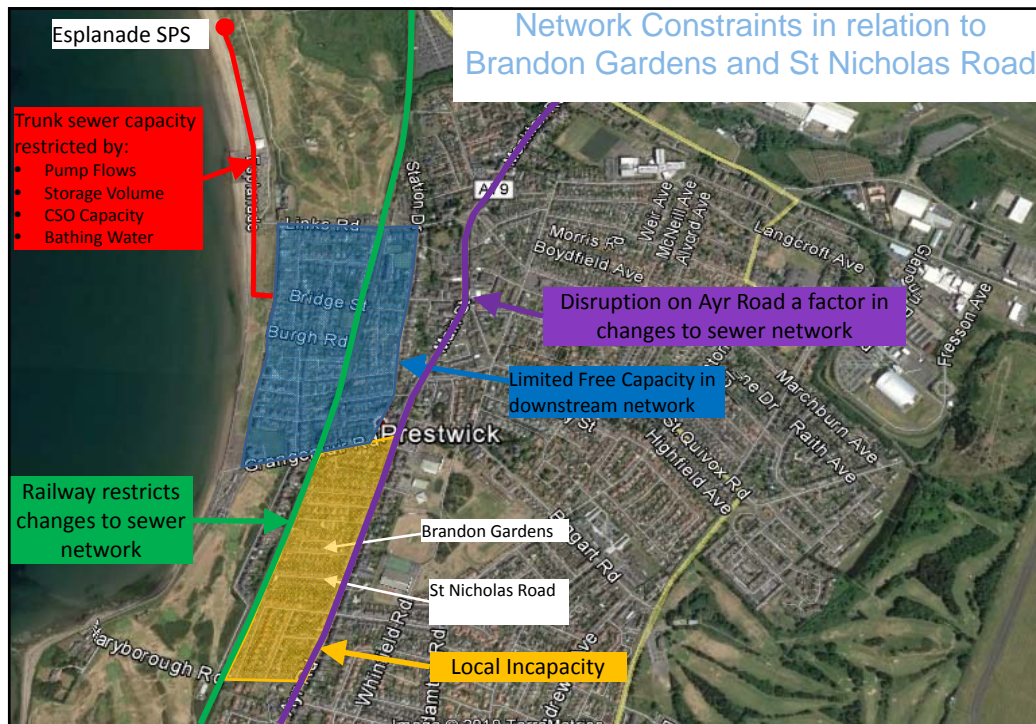 Network Constraints in relation to
Brandon Gardens and St Nicholas Road
Esplanade SPS
Trunk sewer capacity
restricted by:
• Pump Flows
• Storage Volume
• CSO Capacity
• Bathing Water
Esplanade
Links Rd
Station Dr
A79
Weir Ave
McNeill Ave
Alvord Ave
Morris Rd
Boydfield Ave
Langcroft Ave
Fresson Ave
Bridge St
Burgh Rd
Disruption on Ayr Road a factor in
changes to sewer network
Limited Free Capacity in
downstream network
Marchburn Ave
Raith Ave
St Quivox Rd
Highfield Ave
Prestwick
Railway restricts
changes to sewer
network
Brandon Gardens
St Nicholas Road
Maryborough Rd
Whinfield Rd
Local Incapacity